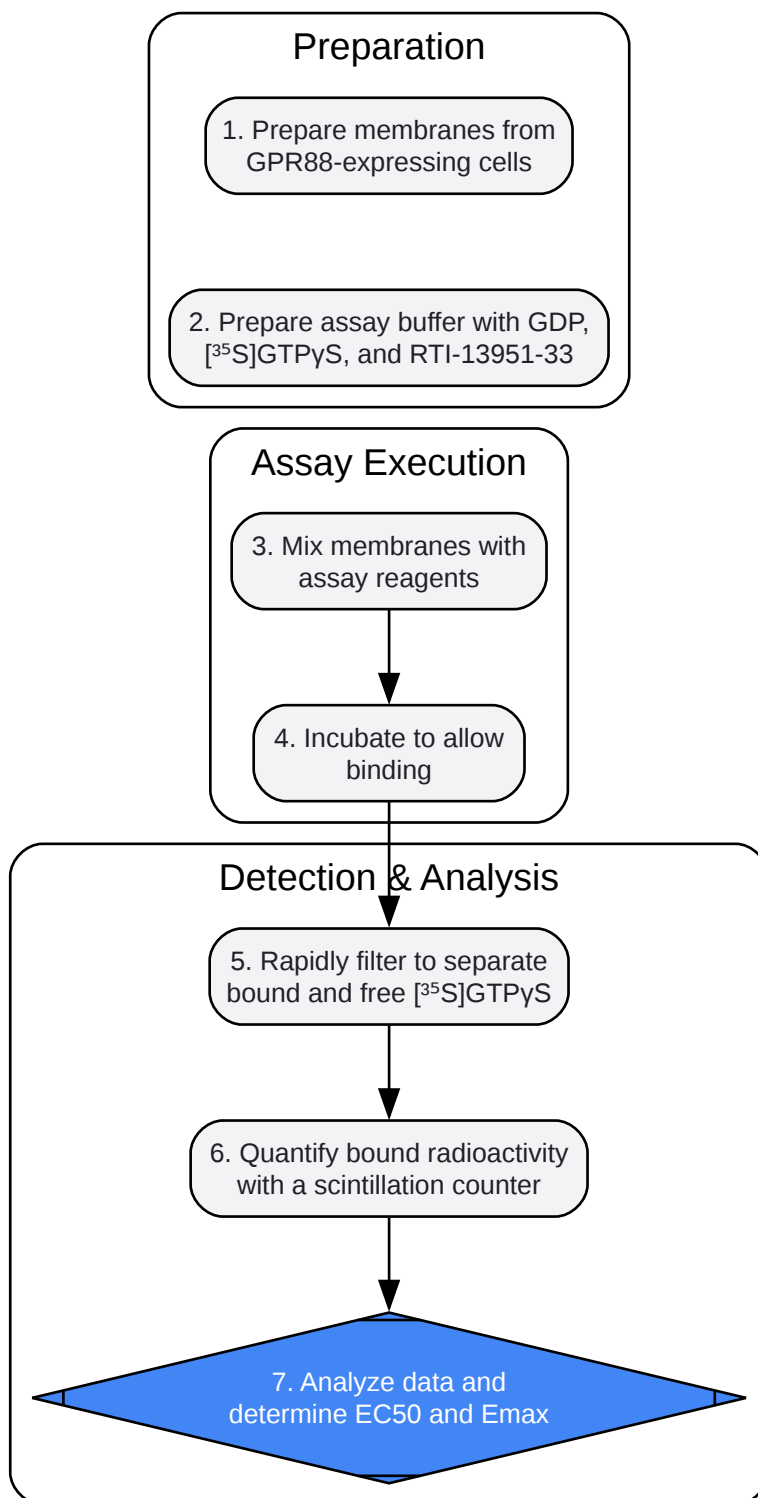 Preparation
1. Prepare membranes from
GPR88-expressing cells
2. Prepare assay buffer with GDP,
[³⁵S]GTPγS, and RTI-13951-33
Assay Execution
3. Mix membranes with
assay reagents
4. Incubate to allow
binding
Detection & Analysis
5. Rapidly filter to separate
bound and free [³⁵S]GTPγS
6. Quantify bound radioactivity
with a scintillation counter
7. Analyze data and
determine EC50 and Emax